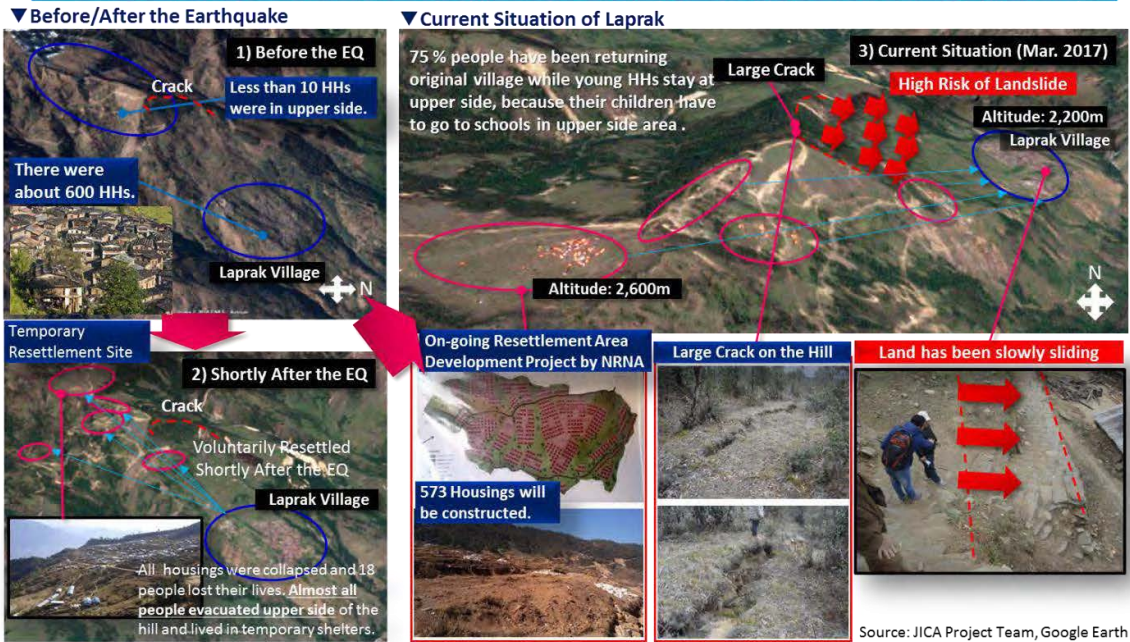 ▼Before/After the Earthquake
1) Before the EQ
Crack
Less than 10 HHs
were in upper side.
There were
about 600 HHs.
Laprak Village
N
Temporary
Resettlement Site
2) Shortly After the EQ
Crack
Voluntarily Resettled
Shortly After the EQ
Laprak Village
All housings were collapsed and 18
people lost their lives. Almost all
people evacuated upper side of the
hill and lived in temporary shelters.
▼Current Situation of Laprak
75 % people have been returning
original village while young HHs stay at
upper side, because their children have
to go to schools in upper side area .
Large Crack
3) Current Situation (Mar. 2017)
High Risk of Landslide
Altitude: 2,200m
Laprak Village
Altitude: 2,600m
N
On-going Resettlement Area
Development Project by NRNA
573 Housings will
be constructed.
Large Crack on the Hill
Land has been slowly sliding
Source: JICA Project Team, Google Earth